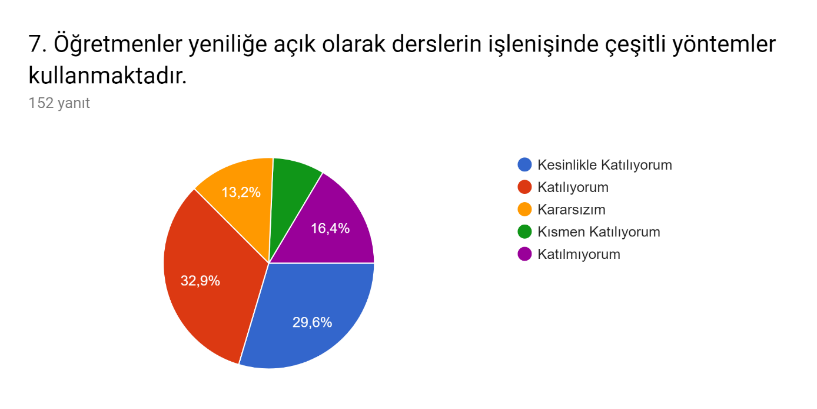 7. Öğretmenler yeniliğe açık olarak derslerin işlenişinde çeşitli yöntemler
kullanmaktadır.
152 yanıt
13,2%
16,4%
32,9%
29,6%
Kesinlikle Katılıyorum
Katılıyorum
Kararsızım
Kısmen Katılıyorum
Katılmıyorum